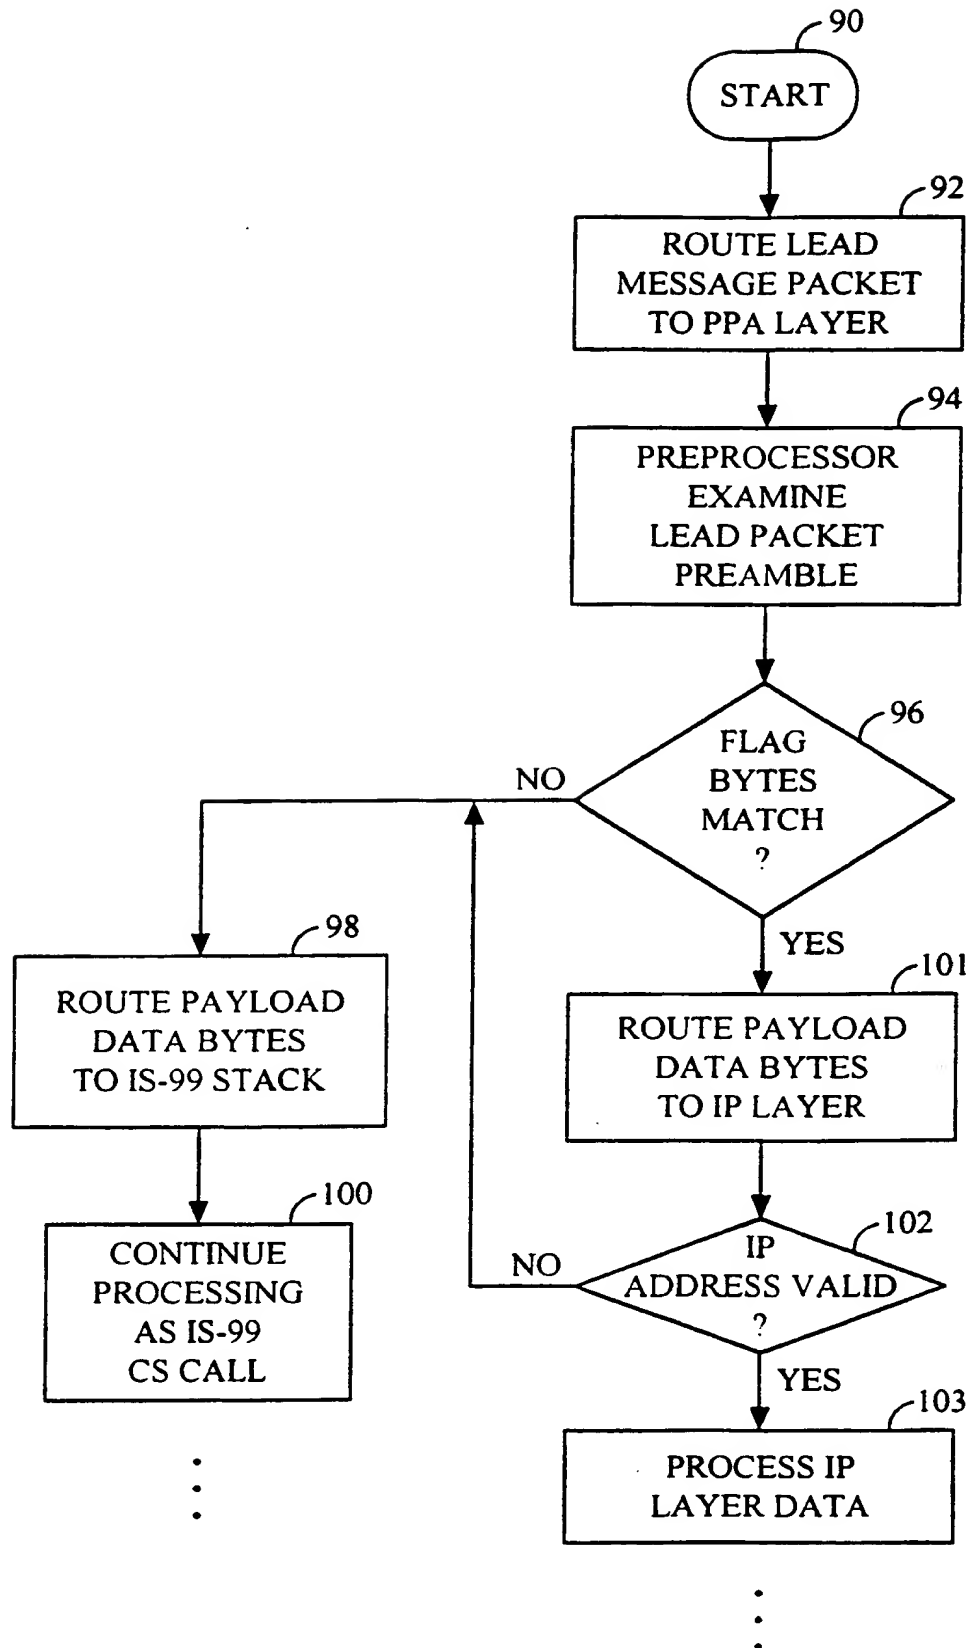 90
START
92
ROUTE LEAD
MESSAGE PACKET
TO PPA LAYER
94
PREPROCESSOR
EXAMINE
LEAD PACKET
PREAMBLE
96
FLAG
BYTES
MATCH
?
NO
YES
98
ROUTE PAYLOAD
DATA BYTES
TO IS-99 STACK
101
ROUTE PAYLOAD
DATA BYTES
TO IP LAYER
100
CONTINUE
PROCESSING
AS IS-99
CS CALL
102
IP
ADDRESS VALID
?
NO
YES
103
PROCESS IP
LAYER DATA